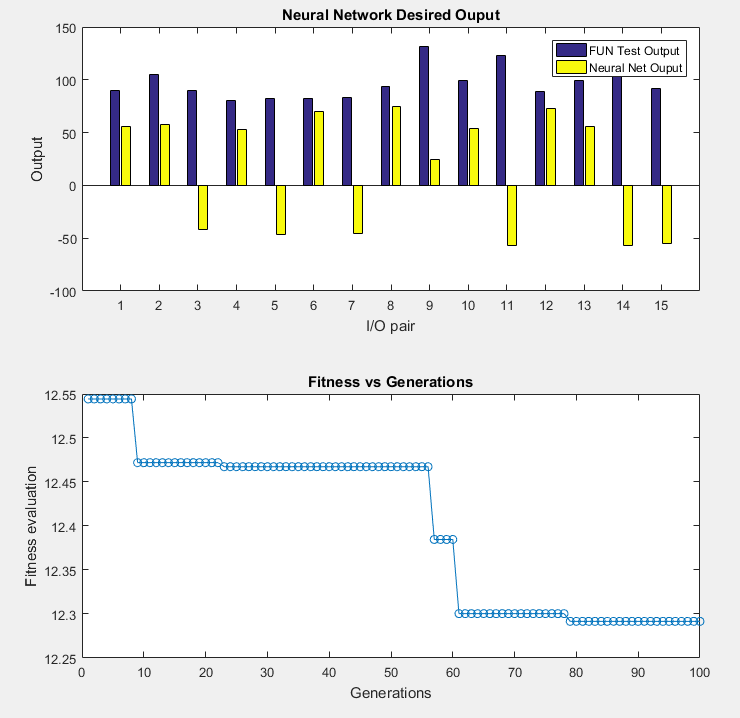 Neural Network Desired Ouput
150
100
50
0
-50
-100
Output
FUN Test Output
Neural Net Ouput
1 2 3 4 5 6 7 8 9 10 11 12 13 14 15
I/O pair
Fitness vs Generations
12.55
12.5
12.45
12.4
12.35
12.3
12.25
Fitness evaluation
0 10 20 30 40 50 60 70 80 90 100
Generations